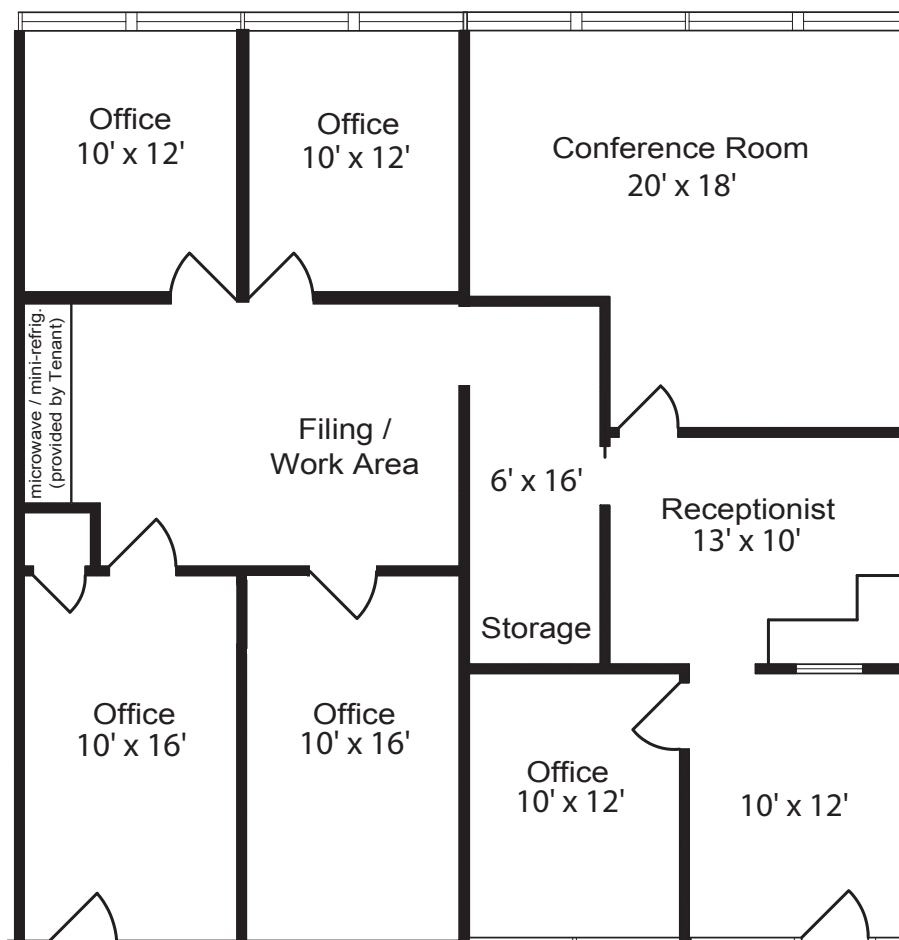 Office
10' x 12'
Office
10' x 12'
Conference Room
20' x 18'
microwave / mini-refrig.
(provided by Tenant)
Filing /
Work Area
6' x 16'
Receptionist
13' x 10'
Storage
Office
10' x 16'
Office
10' x 16'
Office
10' x 12'
10' x 12'